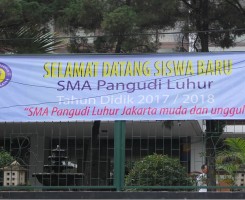 SELAMAT DATANG SISWA BARU
SMA Pangudi Luhur
Tahun Didik 2017 / 2018
"SMA Pangudi Luhur Jakarta muda dan unggul